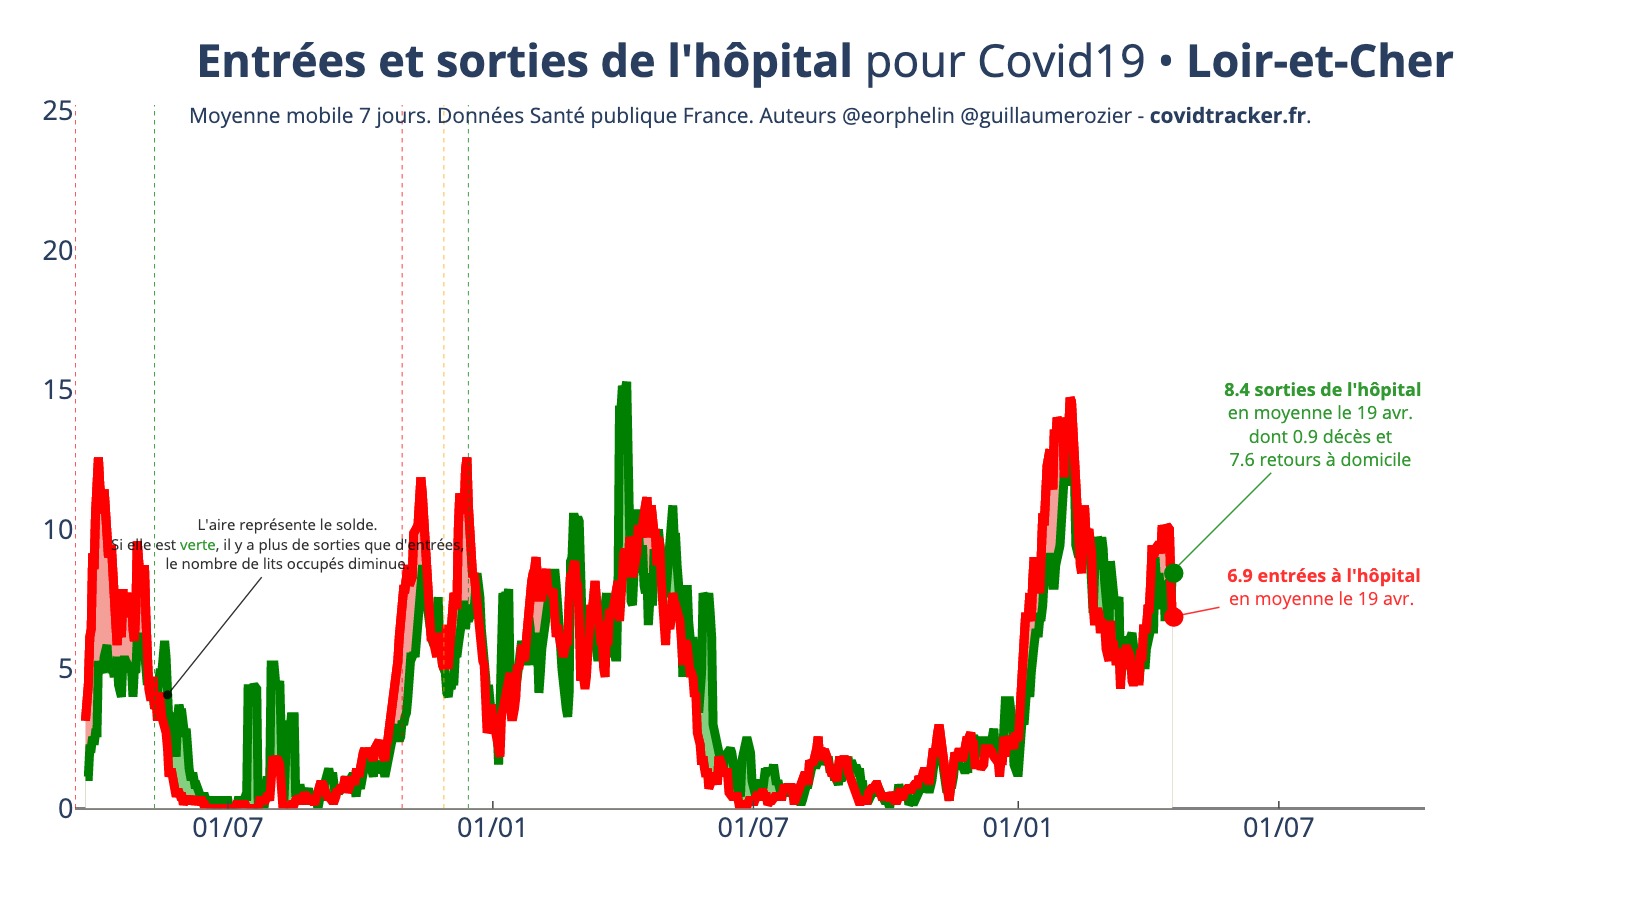 Entrées et sorties de l'hôpital pour Covid19 • Loir-et-Cher
Moyenne mobile 7 jours. Données Santé publique France. Auteurs @eorphelin @guillaumerozier - covidtracker.fr.
25
20
15
10
5
0
L'aire représente le solde.
Si elle est verte, il y a plus de sorties que d'entrées,
le nombre de lits occupés diminue
8.4 sorties de l'hôpital
en moyenne le 19 avr.
dont 0.9 décès et
7.6 retours à domicile
6.9 entrées à l'hôpital
en moyenne le 19 avr.
01/07
01/01
01/07
01/01
01/07